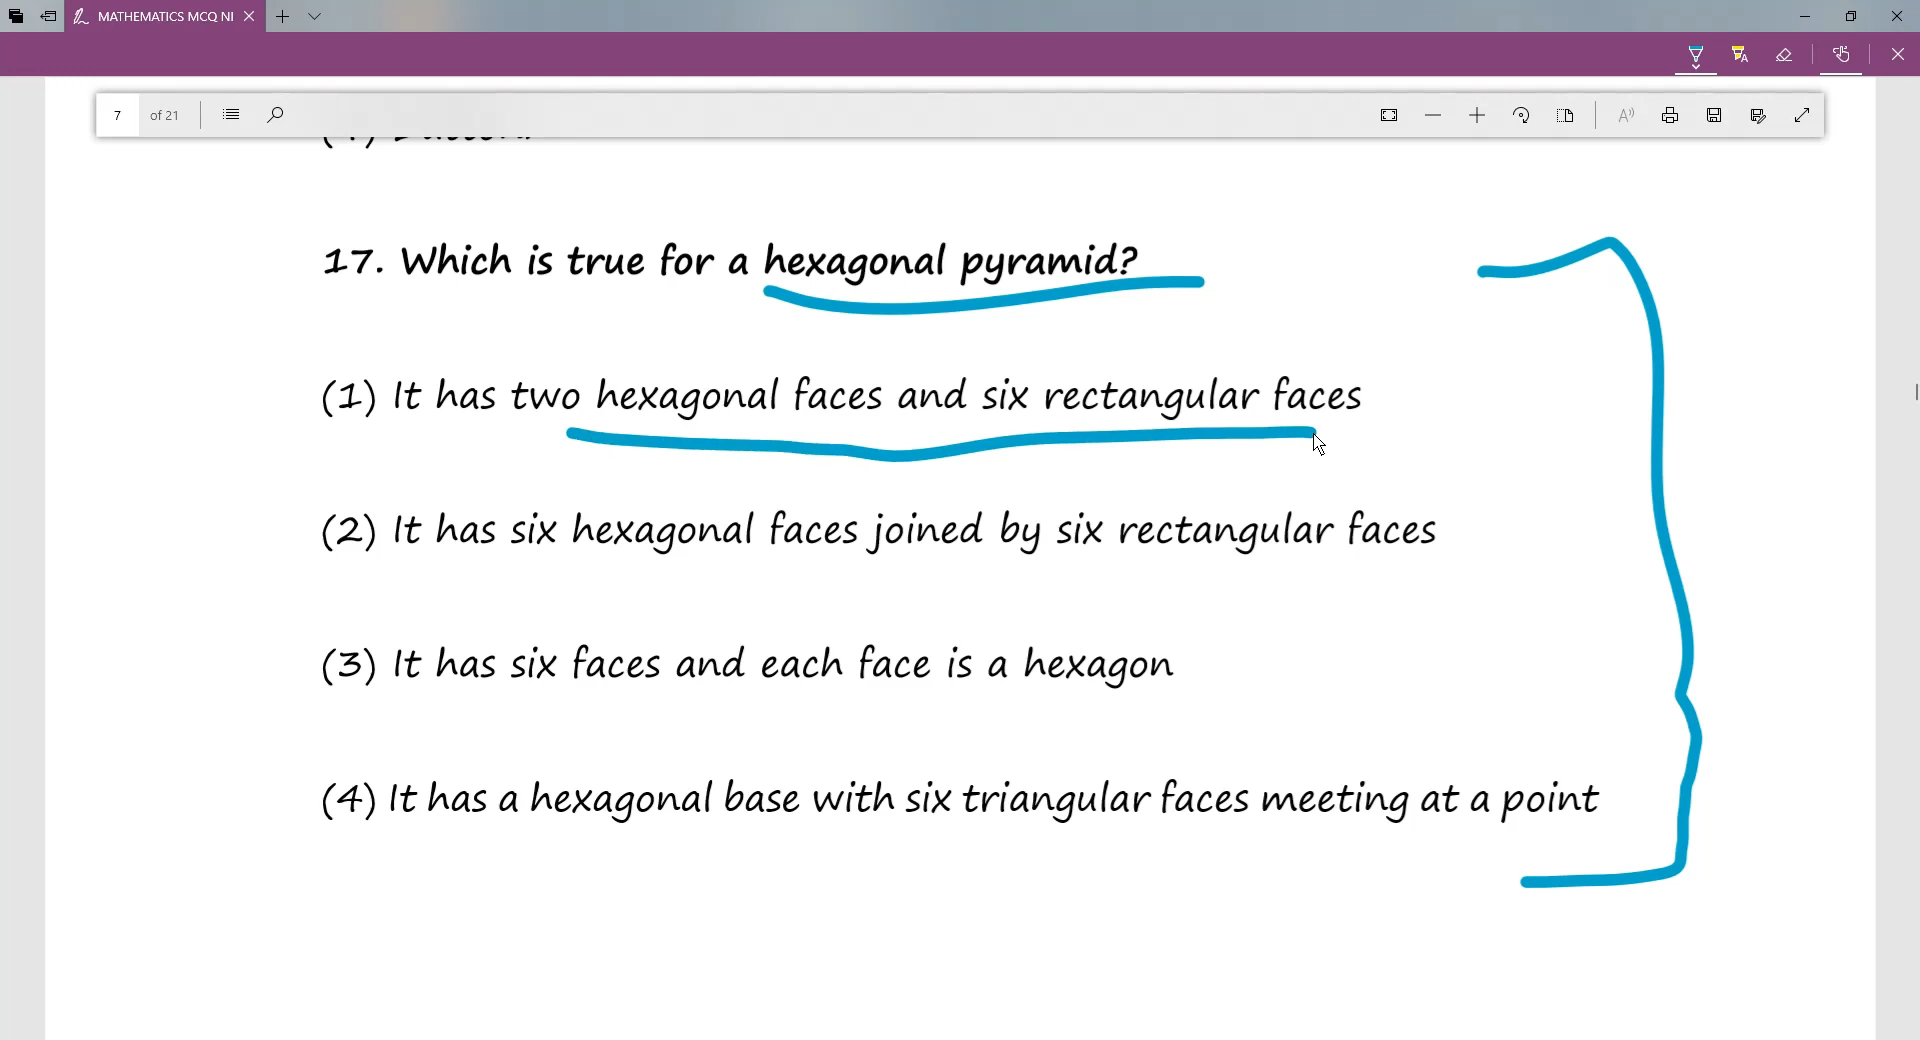 MATHEMATICS MCQ NI
7 of 21
17. Which is true for a hexagonal pyramid?
(1) It has two hexagonal faces and six rectangular faces
(2) It has six hexagonal faces joined by six rectangular faces
(3) It has six faces and each face is a hexagon
(4) It has a hexagonal base with six triangular faces meeting at a point